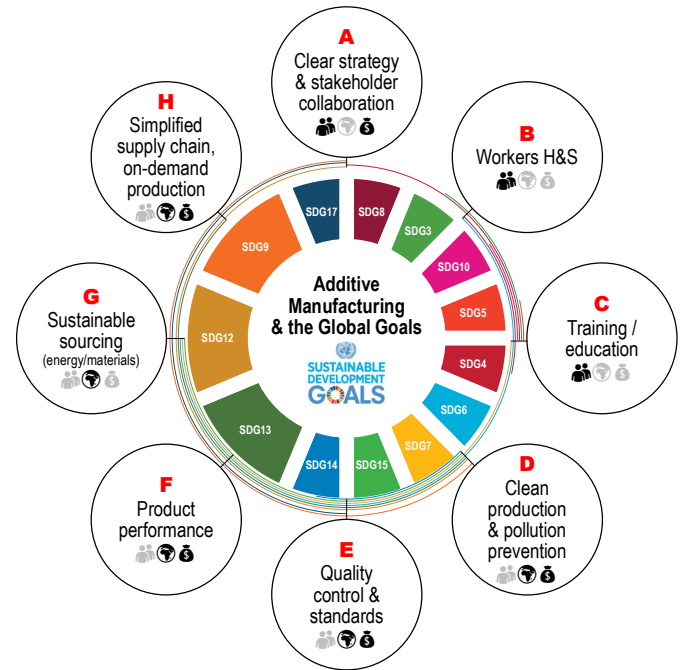 A
Clear strategy
& stakeholder
collaboration
B
Workers H&S
C
Training /
education
D
Clean
production
& pollution
prevention
E
Quality
control &
standards
F
Product
performance
G
Sustainable
sourcing
(energy/materials)
H
Simplified
supply chain,
on-demand
production
SDG17
SDG8
SDG3
SDG10
SDG5
SDG4
SDG6
SDG7
SDG15
SDG14
SDG13
SDG12
SDG9
Additive
Manufacturing
& the Global Goals
SUSTAINABLE
DEVELOPMENT
GOALS